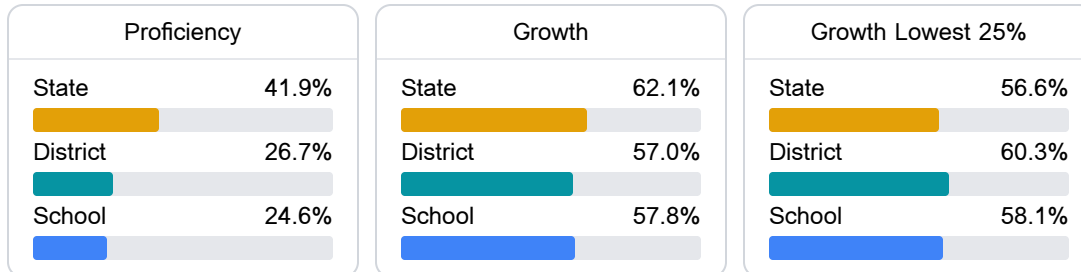 Proficiency
State 41.9%
District 26.7%
School 24.6%
Growth
State 62.1%
District 57.0%
School 57.8%
Growth Lowest 25%
State 56.6%
District 60.3%
School 58.1%